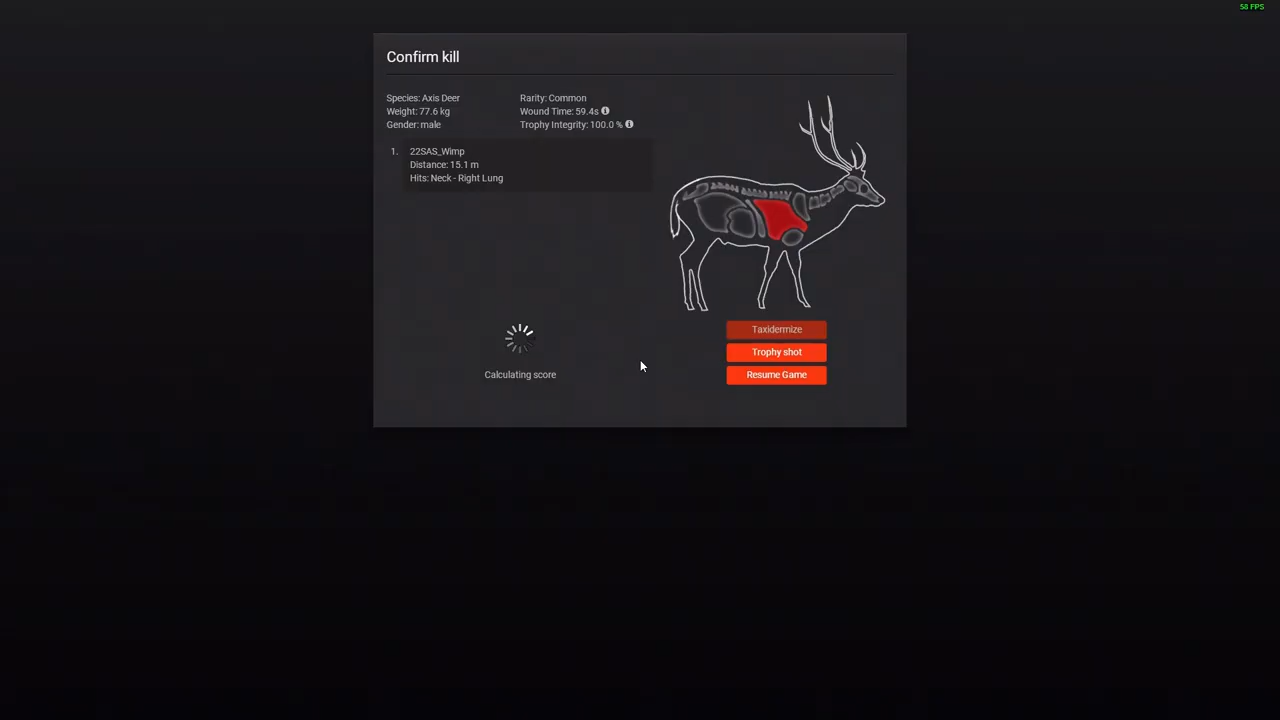 58 FPS
Confirm kill
Species: Axis Deer
Weight: 77.6 kg
Gender: male
Rarity: Common
Wound Time: 59.4s
Trophy Integrity: 100.0 %
1. 22SAS_Wimp
Distance: 15.1 m
Hits: Neck - Right Lung
Calculating score
Taxidermize
Trophy shot
Resume Game